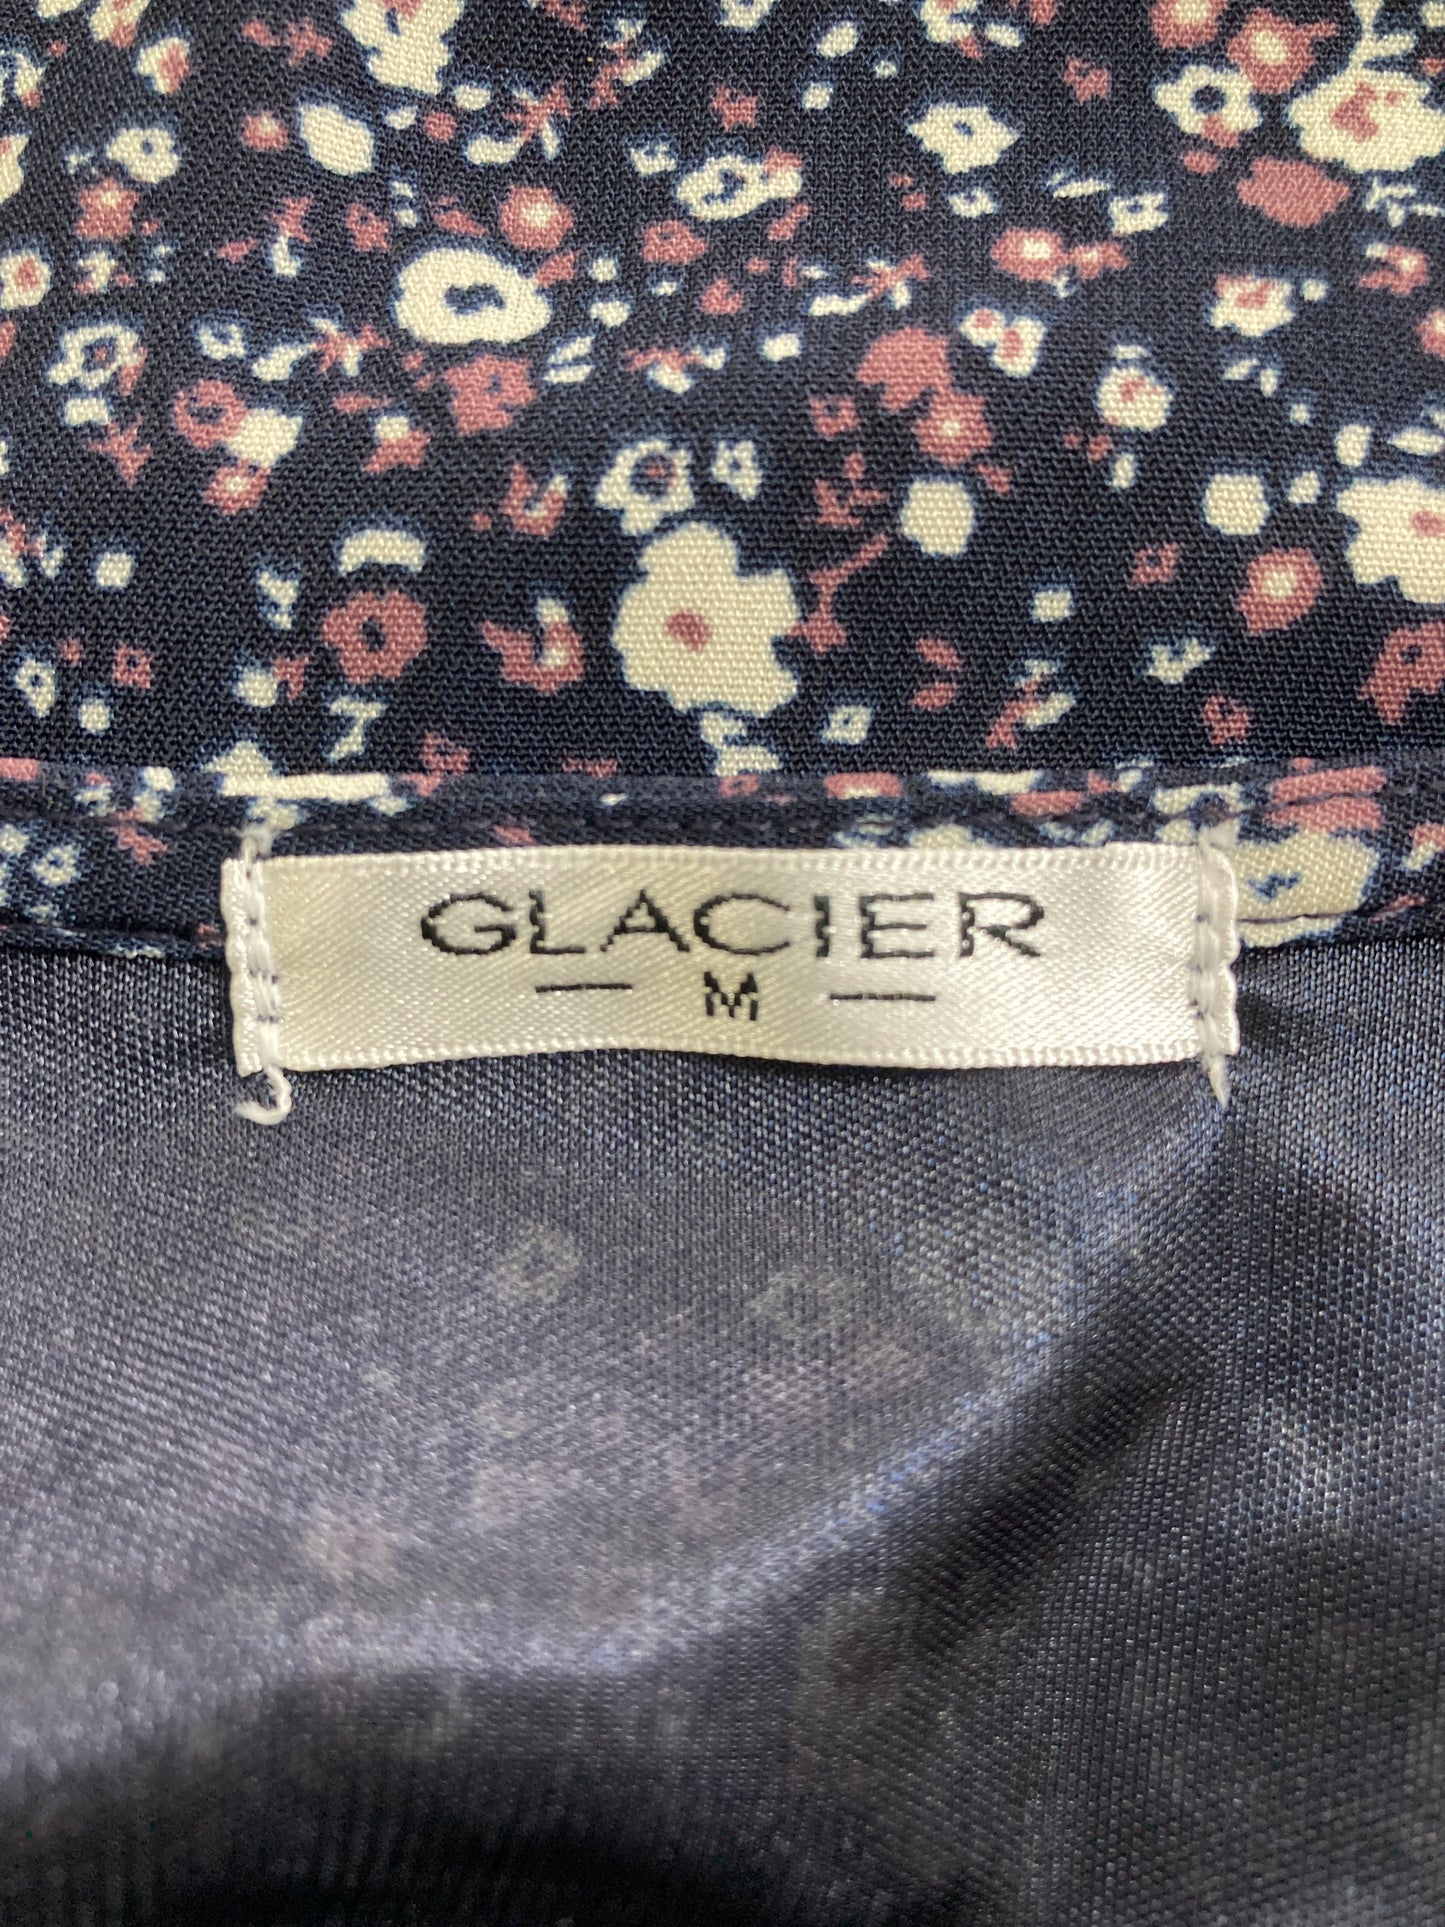 GLACIER
— M —